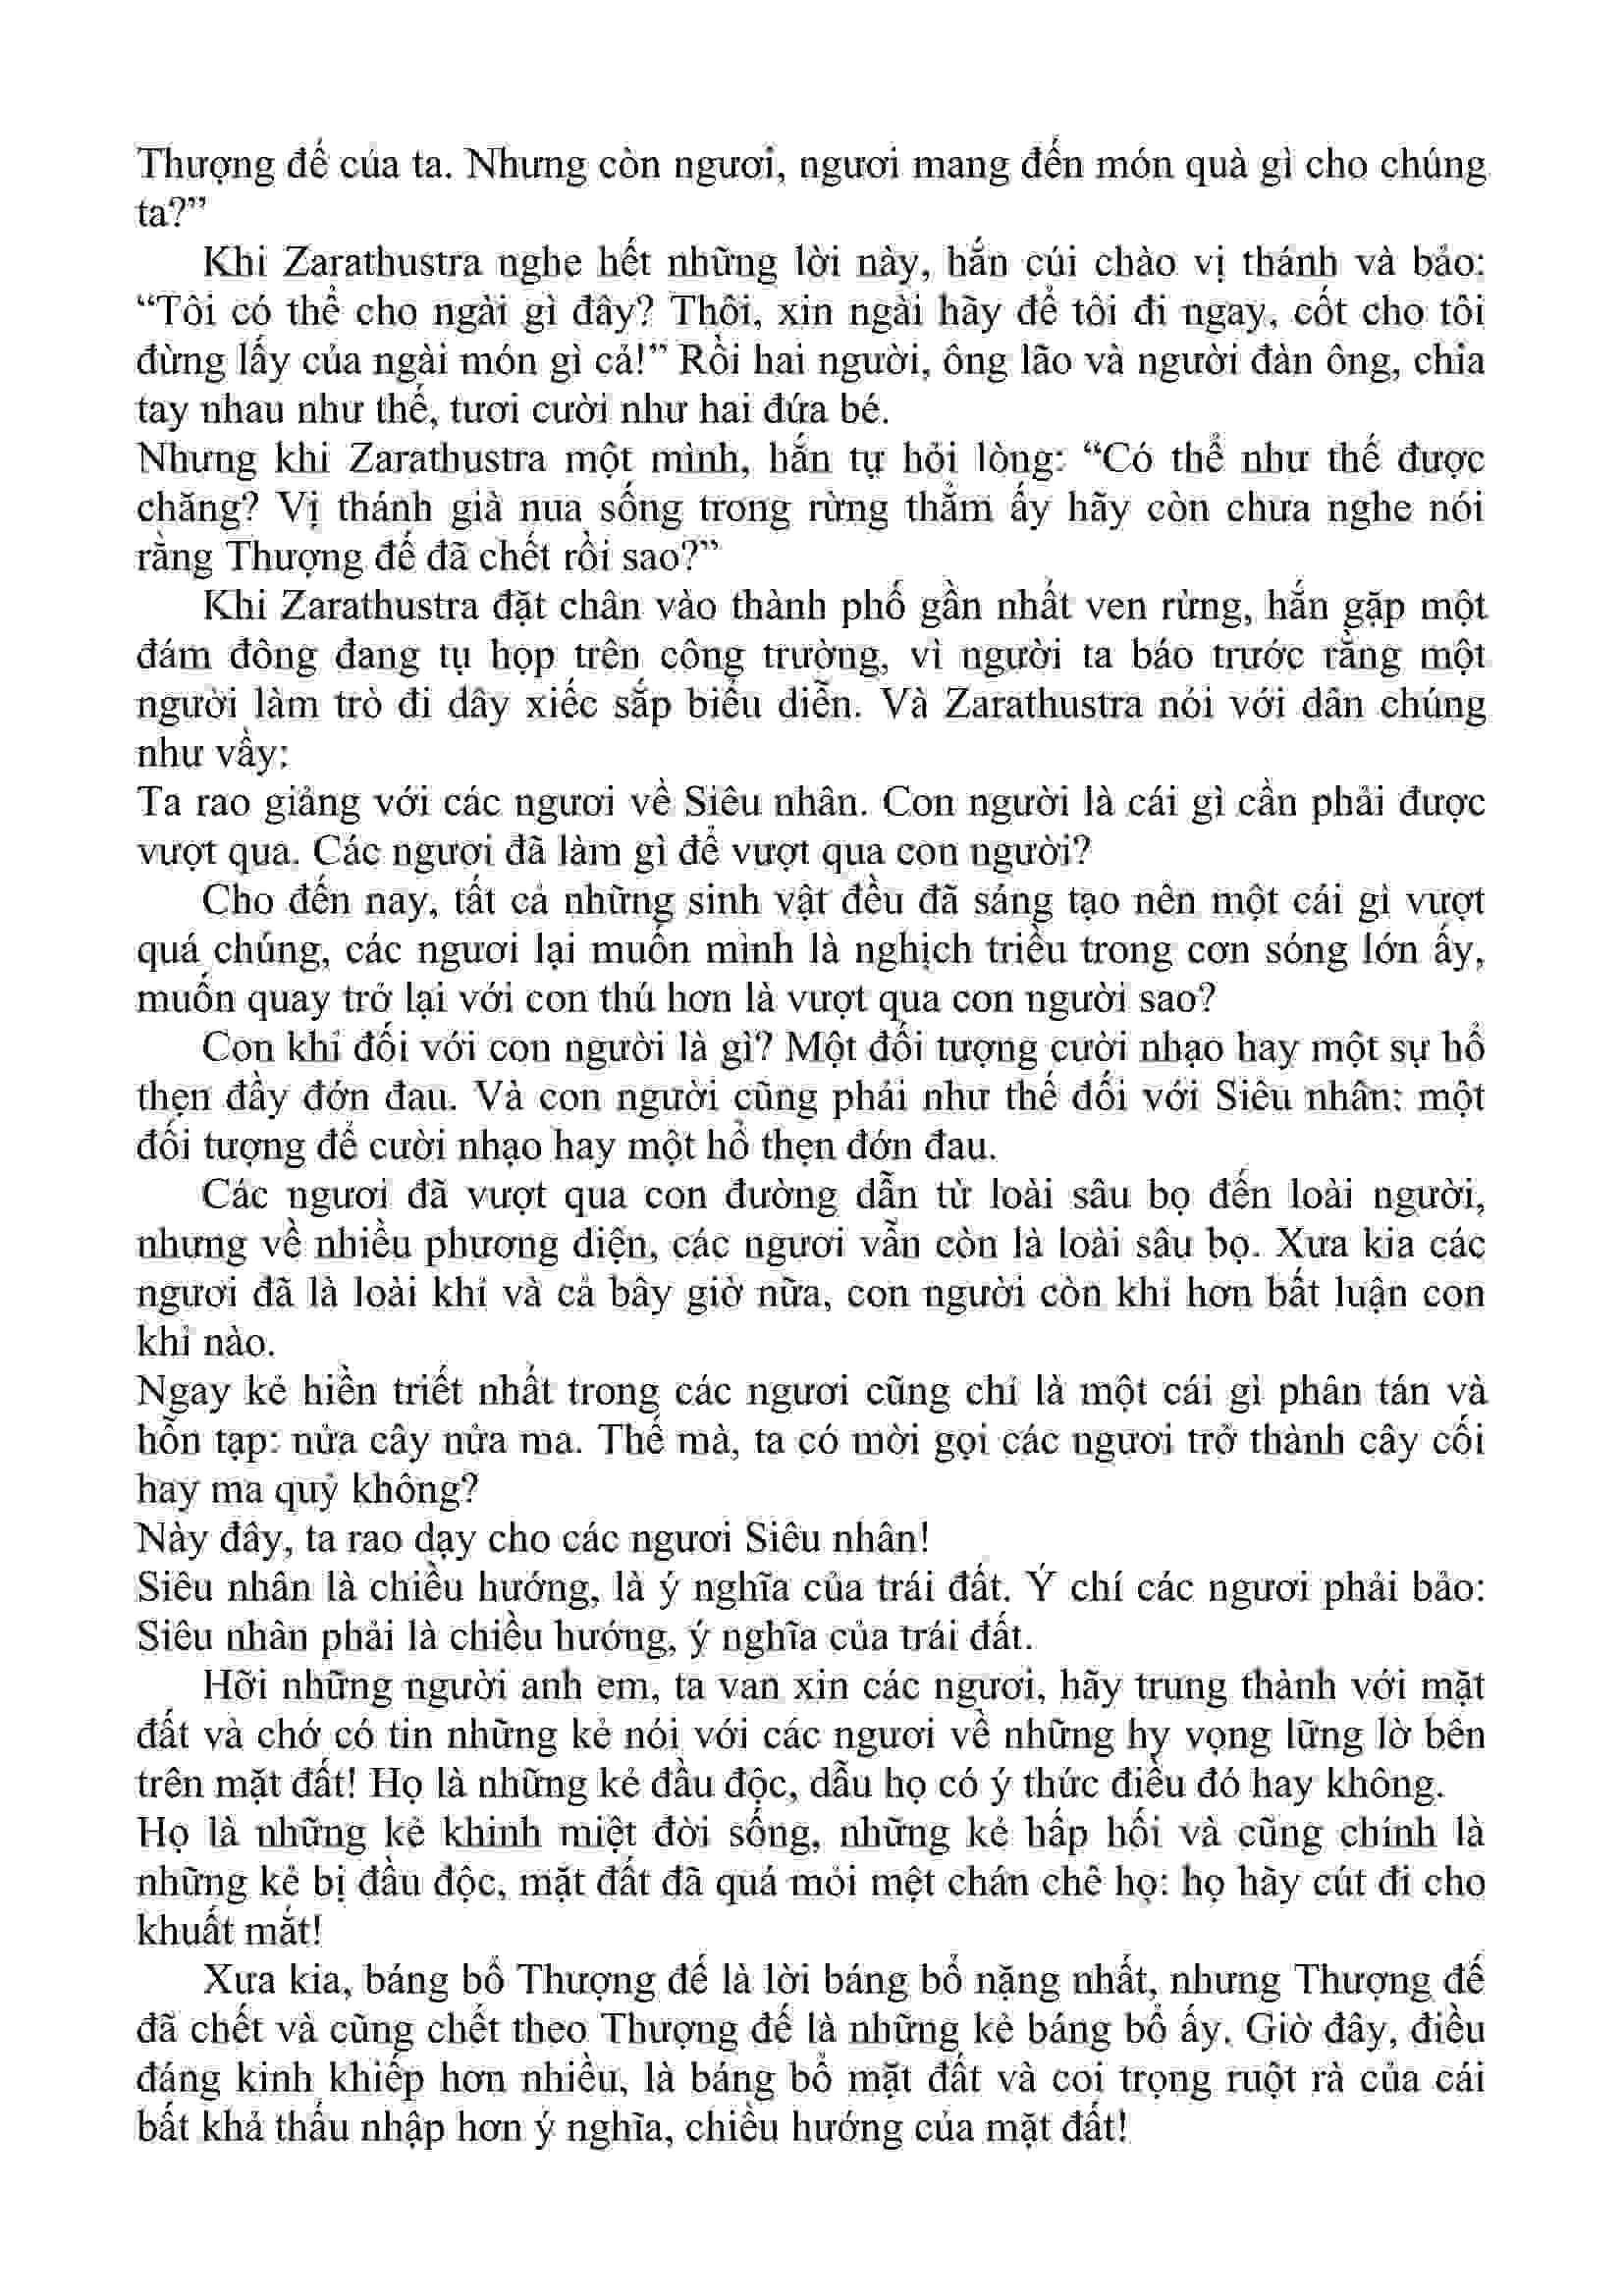 Thượng đế của ta. Nhưng còn ngươi, ngươi mang đến món quà gì cho chúng
ta?”
Khi Zarathustra nghe hết những lời này, hắn cúi chào vị thánh và bảo:
“Tôi có thể cho ngài gì đây? Thôi, xin ngài hãy để tôi đi ngay, cốt cho tôi
đừng lấy của ngài món gì cả!” Rồi hai người, ông lão và người đàn ông, chia
tay nhau như thế, tươi cười như hai đứa bé.
Nhưng khi Zarathustra một mình, hắn tự hỏi lòng: “Có thể như thế được
chăng? Vị thánh già nua sống trong rừng thẳm ấy hãy còn chưa nghe nói
rằng Thượng đế đã chết rồi sao?”
Khi Zarathustra đặt chân vào thành phố gần nhất ven rừng, hắn gặp một
đám đông đang tụ họp trên công trường, vì người ta báo trước rằng một
người làm trò đi dây xiếc sắp biểu diễn. Và Zarathustra nói với dân chúng
như vầy:
Ta rao giảng với các ngươi về Siêu nhân. Con người là cái gì cần phải được
vượt qua. Các ngươi đã làm gì để vượt qua con người?
Cho đến nay, tất cả những sinh vật đều đã sáng tạo nên một cái gì vượt
quá chúng, các ngươi lại muốn mình là nghịch triều trong cơn sóng lớn ấy,
muốn quay trở lại với con thú hơn là vượt qua con người sao?
Con khỉ đối với con người là gì? Một đối tượng cười nhạo hay một sự hổ
thẹn đầy đớn đau. Và con người cũng phải như thế đối với Siêu nhân: một
đối tượng để cười nhạo hay một hổ thẹn đớn đau.
Các ngươi đã vượt qua con đường dẫn từ loài sâu bọ đến loài người,
nhưng về nhiều phương diện, các ngươi vẫn còn là loài sâu bọ. Xưa kia các
ngươi đã là loài khỉ và cả bây giờ nữa, con người còn khỉ hơn bất luận con
khỉ nào.
Ngay kẻ hiền triết nhất trong các ngươi cũng chỉ là một cái gì phân tán và
hỗn tạp: nửa cây nửa ma. Thế mà, ta có mời gọi các ngươi trở thành cây cối
hay ma quỷ không?
Này đây, ta rao dạy cho các ngươi Siêu nhân!
Siêu nhân là chiều hướng, là ý nghĩa của trái đất. Ý chí các ngươi phải bảo:
Siêu nhân phải là chiều hướng, ý nghĩa của trái đất.
Hỡi những người anh em, ta van xin các ngươi, hãy trung thành với mặt
đất và chớ có tin những kẻ nói với các ngươi về những hy vọng lững lờ bên
trên mặt đất! Họ là những kẻ đầu độc, dẫu họ có ý thức điều đó hay không.
Họ là những kẻ khinh miệt đời sống, những kẻ hấp hối và cũng chính là
những kẻ bị đầu độc, mặt đất đã quá mỏi mệt chán chê họ: họ hãy cút đi cho
khuất mắt!
Xưa kia, báng bổ Thượng đế là lời báng bổ nặng nhất, nhưng Thượng đế
đã chết và cũng chết theo Thượng đế là những kẻ báng bổ ấy. Giờ đây, điều
đáng kinh khiếp hơn nhiều, là báng bổ mặt đất và coi trọng ruột rà của cái
bất khả thấu nhập hơn ý nghĩa, chiều hướng của mặt đất!